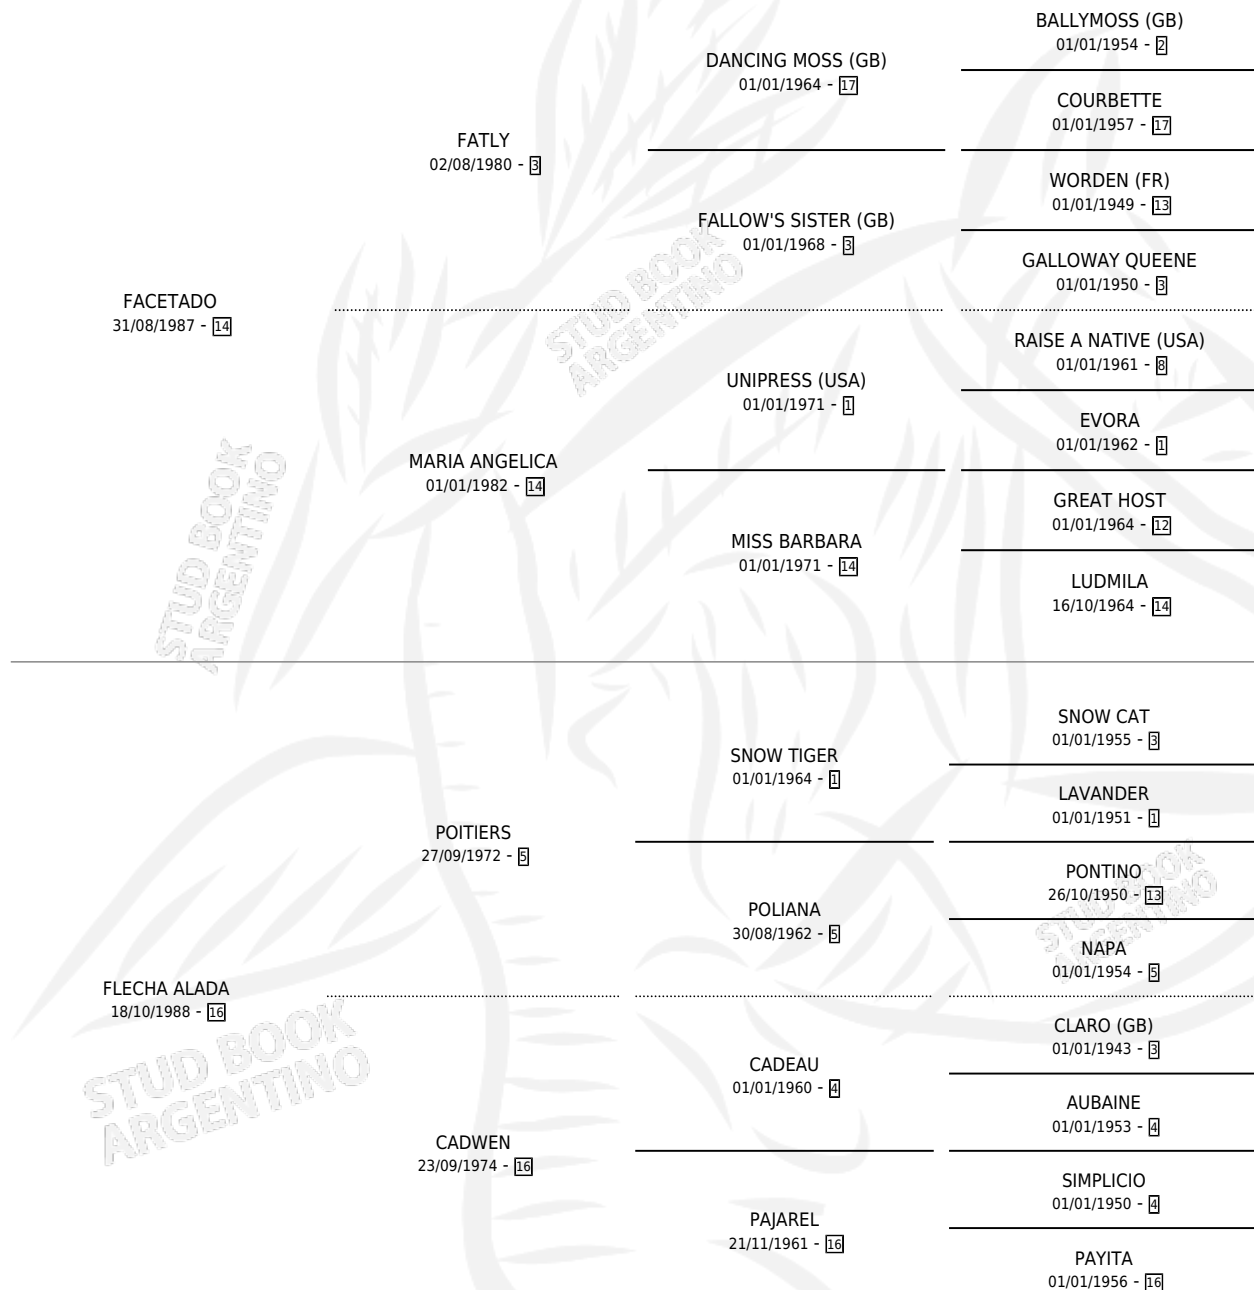 FACETADO
31/08/1987 - 14
FATLY
02/08/1980 - 3
MARIA ANGELICA
01/01/1982 - 14
DANCING MOSS (GB)
01/01/1964 - 17
FALLOW'S SISTER (GB)
01/01/1968 - 3
UNIPRESS (USA)
01/01/1971 - 1
MISS BARBARA
01/01/1971 - 14
BALLYMOSS (GB)
01/01/1954 - 2
COURBETTE
01/01/1957 - 17
WORDEN (FR)
01/01/1949 - 13
GALLOWAY QUEENE
01/01/1950 - 3
RAISE A NATIVE (USA)
01/01/1961 - 8
EVORA
01/01/1962 - 1
GREAT HOST
01/01/1964 - 12
LUDMILA
16/10/1964 - 14
STUD BOOK
ARGENTINO
STUD BOOK
ARGENTINO
FLECHA ALADA
18/10/1988 - 16
POITIERS
27/09/1972 - 5
CADWEN
23/09/1974 - 16
SNOW TIGER
01/01/1964 - 1
POLIANA
30/08/1962 - 5
CADEAU
01/01/1960 - 4
PAJAREL
21/11/1961 - 16
SNOW CAT
01/01/1955 - 3
LAVANDER
01/01/1951 - 1
PONTINO
26/10/1950 - 13
NAPA
01/01/1954 - 5
CLARO (GB)
01/01/1943 - 3
AUBAINE
01/01/1953 - 4
SIMPLICIO
01/01/1950 - 4
PAYITA
01/01/1956 - 16
STUD BOOK
ARGENTINO
STUD BOOK
ARGENTINO